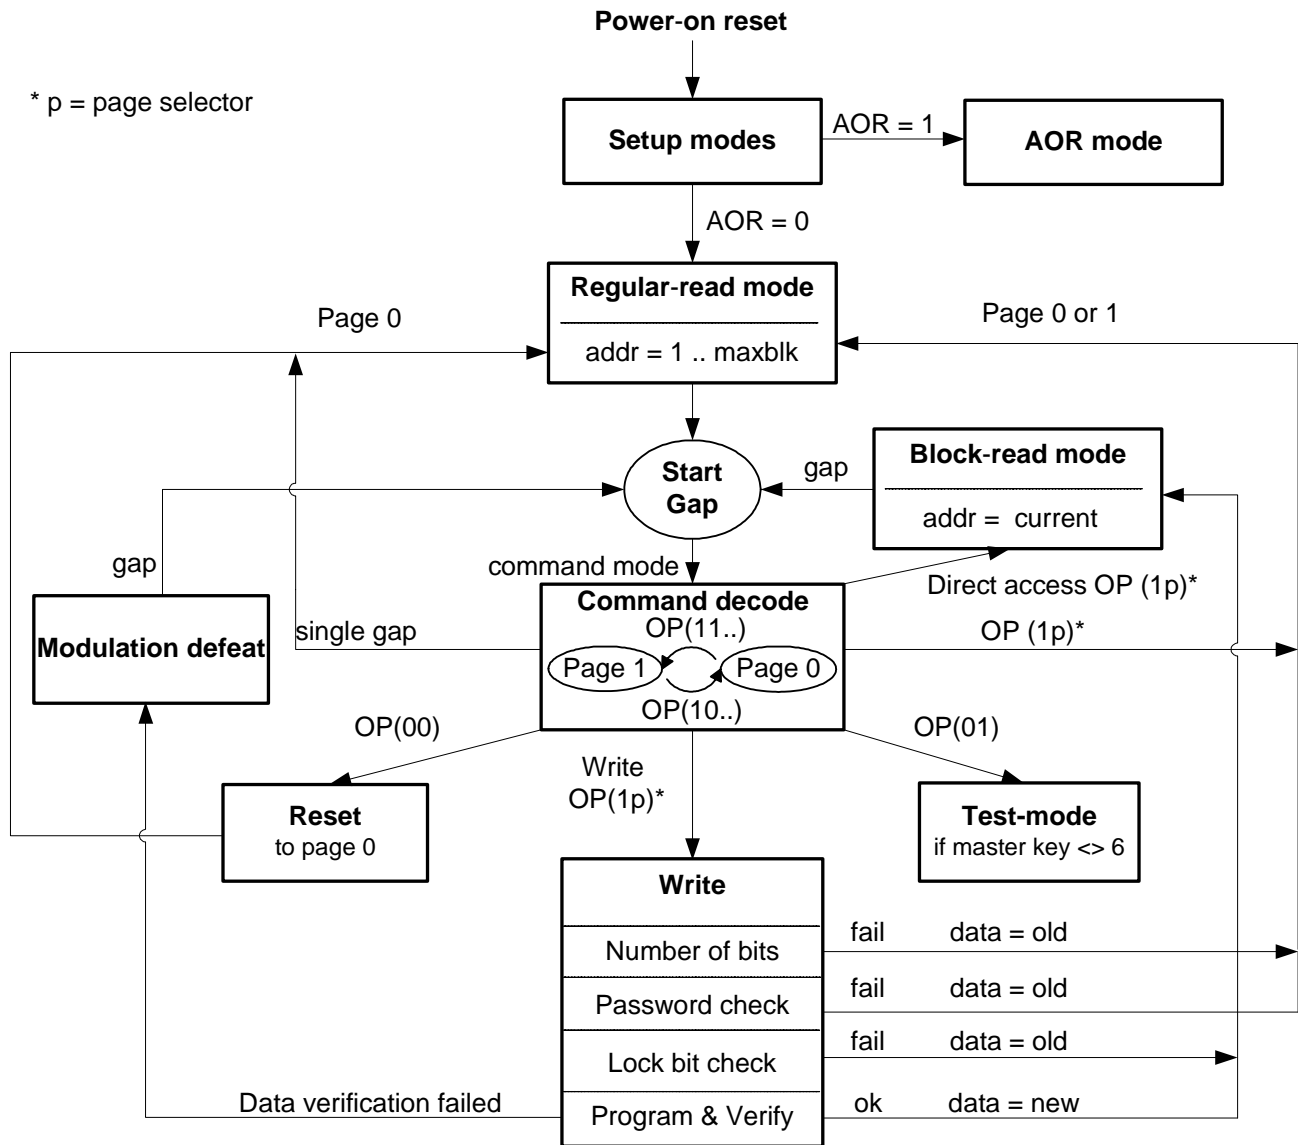 Power-on reset
* p = page selector
Setup modes
AOR = 1
AOR mode
AOR = 0
Regular-read mode
addr = 1 .. maxblk
Page 0
Page 0 or 1
Start
Gap
gap
Block-read mode
addr = current
gap
command mode
Direct access OP (1p)*
Modulation defeat
single gap
Command decode
OP(11..)
Page 1
Page 0
OP(10..)
OP (1p)*
OP(00)
OP(01)
Write
OP(1p)*
Reset
to page 0
Test-mode
if master key <> 6
Write
Number of bits
fail data = old
Password check
fail data = old
Lock bit check
fail data = old
Data verification failed
Program & Verify
ok data = new